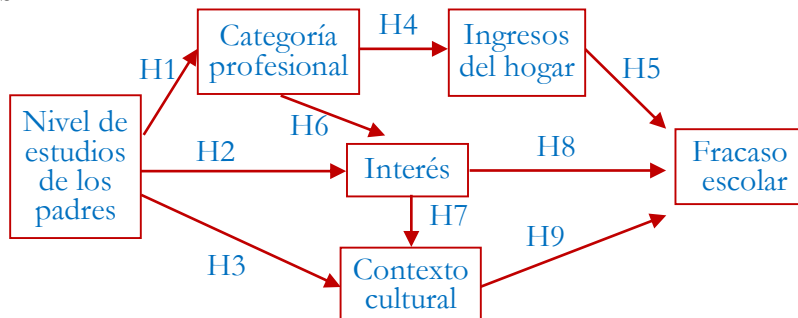 Categoría
profesional
H4
Ingresos
del hogar
H1
H5
Nivel de
estudios
de los
padres
H6
H2
Interés
H8
Fracaso
escolar
H7
H3
H9
Contexto
cultural